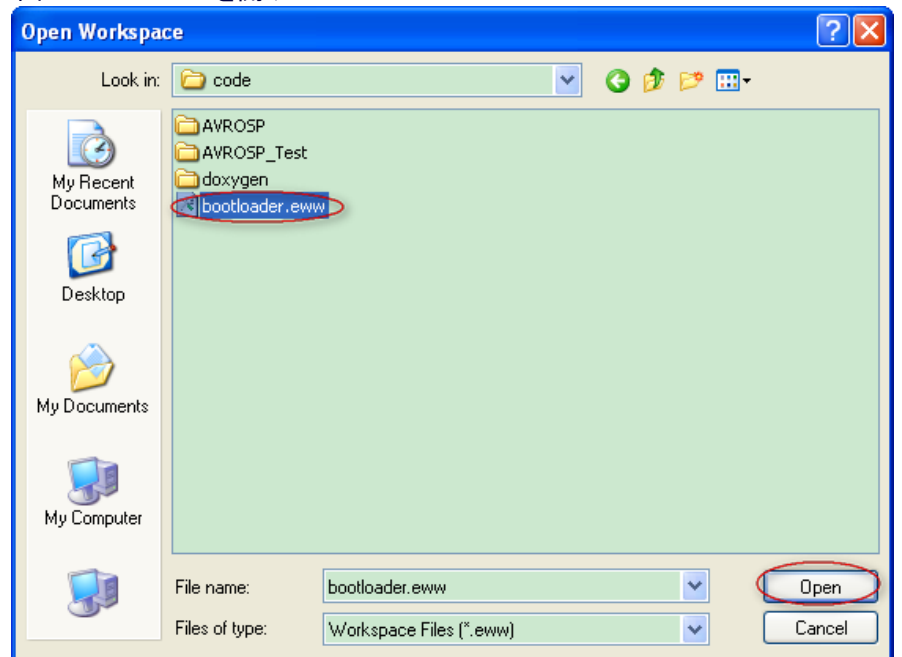 Open Workspace
Look in:
code
AVROSP
AVROSP_Test
doxygen
bootloader.eww
My Recent
Documents
Desktop
My Documents
My Computer
File name:
bootloader.eww
Open
Files of type:
Workspace Files (*.eww)
Cancel